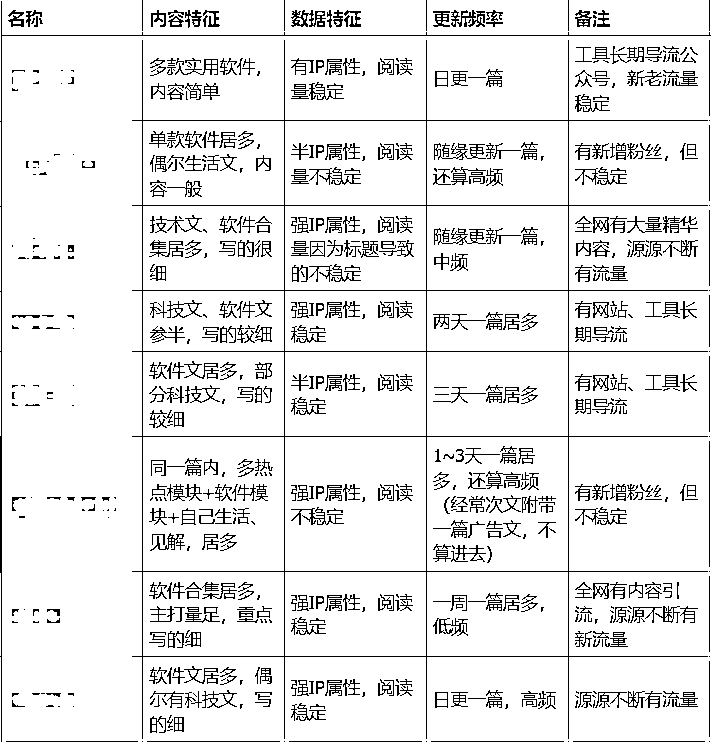 名称
内容特征
数据特征
更新频率
备注
多款实用软件，
内容简单
有IP属性，阅读
量稳定
日更一篇
工具长期导流公
众号，新老流量
稳定
单款软件居多，
偶尔生活文，内
容一般
半IP属性，阅读
量不稳定
随缘更新一篇，
还算高频
有新增粉丝，但
不稳定
技术文、软件合
集居多，写的很
细
强IP属性，阅读
量因为标题导致
的不稳定
随缘更新一篇，
中频
全网有大量精华
内容，源源不断
有流量
科技文、软件文
参半，写的较细
强IP属性，阅读
稳定
两天一篇居多
有网站、工具长
期导流
软件文居多，部
分科技文，写的
较细
半IP属性，阅读
稳定
三天一篇居多
有网站、工具长
期导流
同一篇内，多热
点模块+软件模
块+自己生活、
见解，居多
强IP属性，阅读
不稳定
1~3天一篇居
多，还算高频
（经常次文附带
一篇广告文，不
算进去）
有新增粉丝，但
不稳定
软件合集居多，
主打量足，重点
写的细
强IP属性，阅读
稳定
一周一篇居多，
低频
全网有内容引
流，源源不断有
新流量
软件文居多，偶
尔有科技文，写
的细
强IP属性，阅读
稳定
日更一篇，高频
源源不断有流量